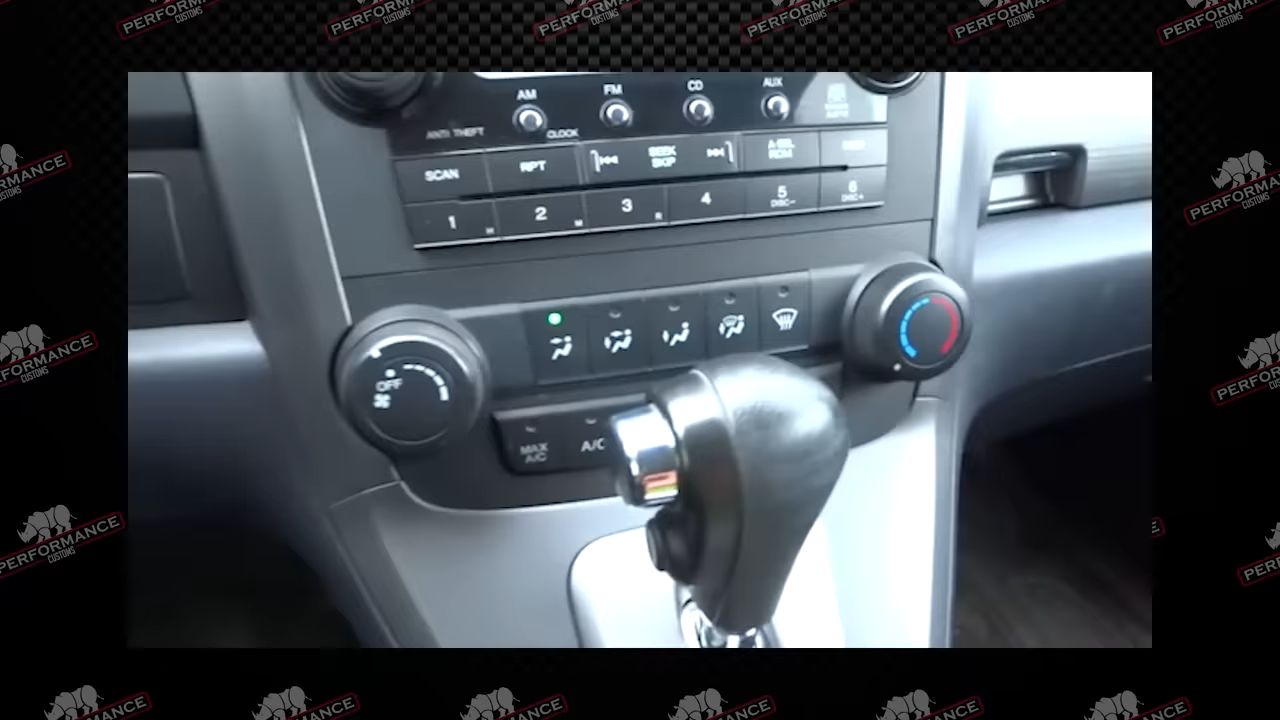 PERFORMANCE
CUSTOMS
AM FM CD AUX
ANTI THEFT CLOCK
SCAN RPT SEEK SKIP A.SEL RDM
1 2 3 4 5 DISC- 6 DISC+
OFF
MAX A/C A/C